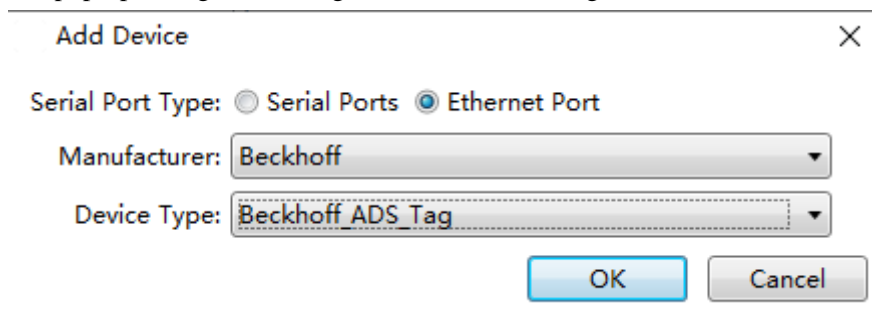 Add Device
Serial Port Type: Serial Ports Ethernet Port
Manufacturer: Beckhoff
Device Type: Beckhoff_ADS_Tag
OK Cancel